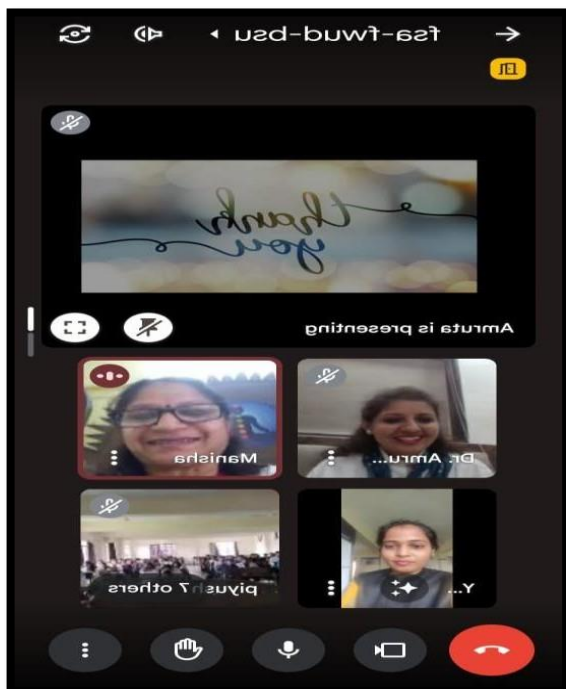 fsa-fwud-bsu
thank
you
Amruta is presenting
Dr. Amru...
Manisha
Y...
piyush 7 others